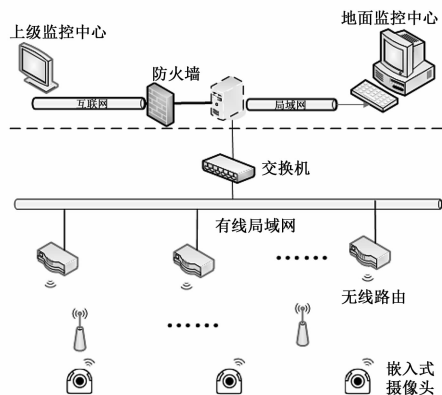 上级监控中心
地面监控中心
防火墙
互联网
局域网
交换机
有线局域网
无线路由
嵌入式
摄像头